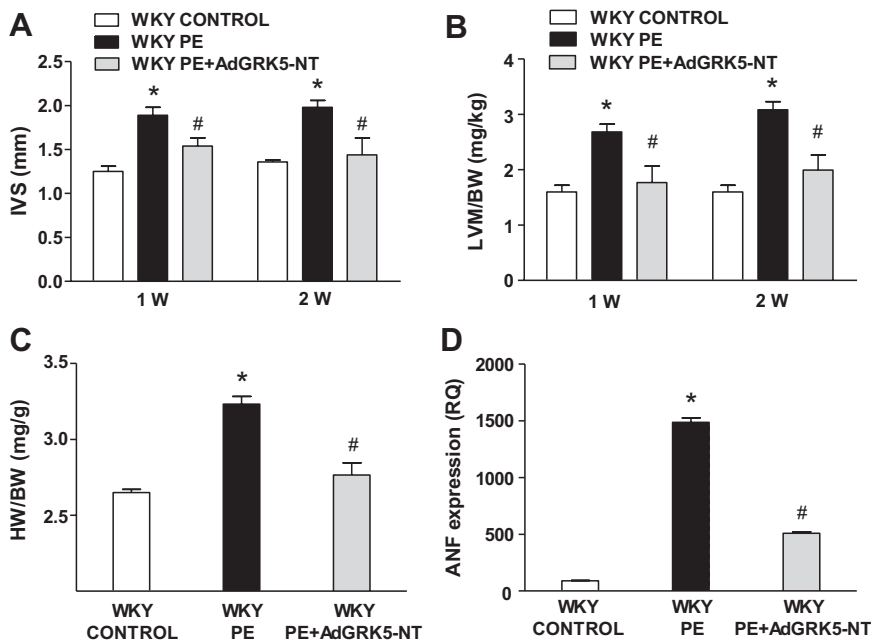 A
WKY CONTROL
WKY PE
WKY PE+AdGRK5-NT
IVS (mm)
2.5
2.0
1.5
1.0
0.5
0.0
*
#
*
#
1 W
2 W
B
WKY CONTROL
WKY PE
WKY PE+AdGRK5-NT
LVM/BW (mg/kg)
4
3
2
1
0
*
#
*
#
1 W
2 W
C
HW/BW (mg/g)
3.5
3.0
2.5
*
#
WKY
CONTROL
WKY
PE
WKY
PE+AdGRK5-NT
D
ANF expression (RQ)
2000
1500
1000
500
0
*
#
WKY
CONTROL
WKY
PE
WKY
PE+AdGRK5-NT